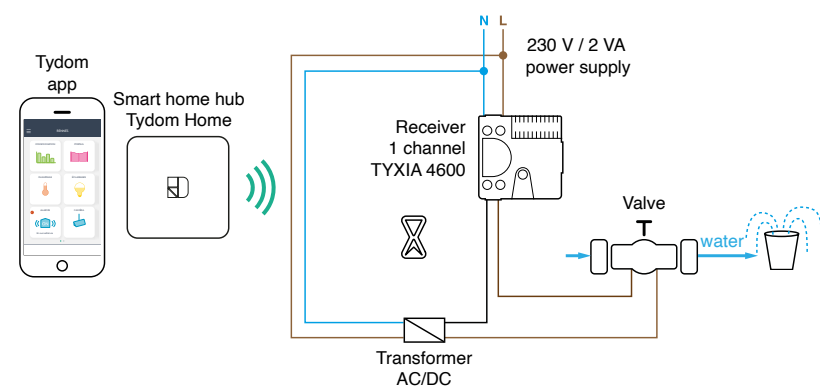 N L
230 V / 2 VA
power supply
Tydom
app
Smart home hub
Tydom Home
Receiver
1 channel
TYXIA 4600
Valve
water
Transformer
AC/DC